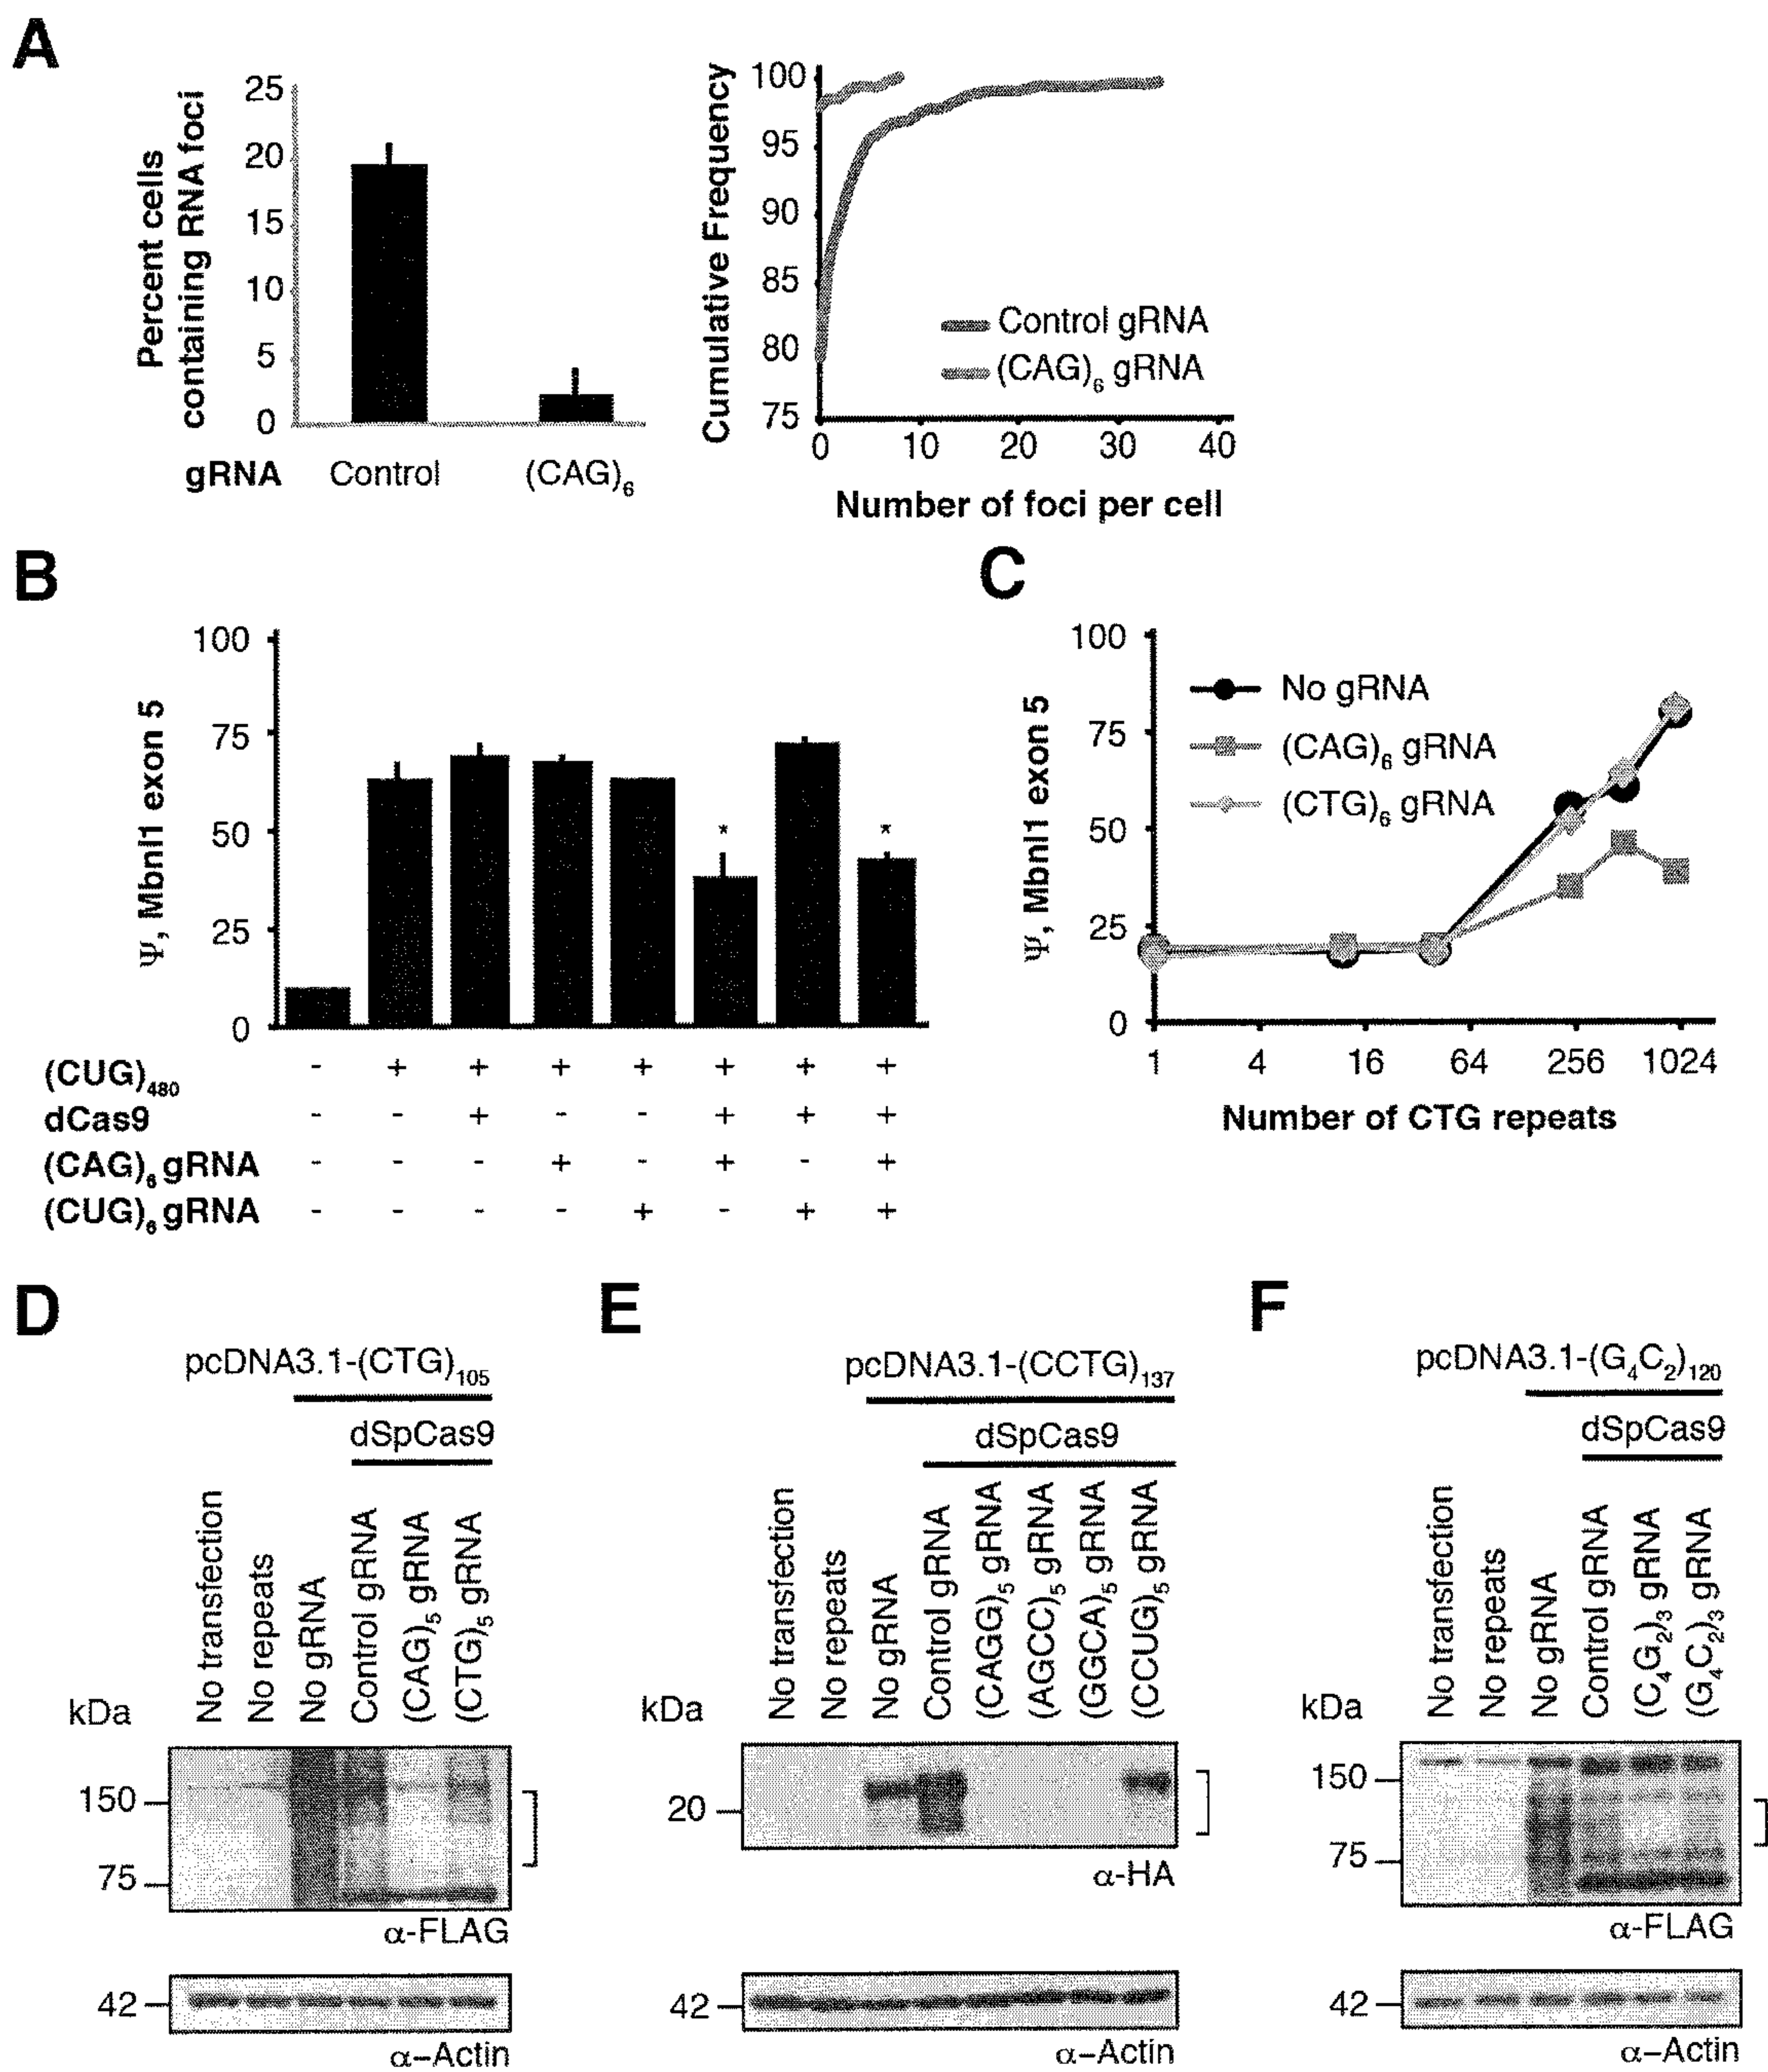 A
Percent cells
containing RNA foci
25
20
15
10
5
0
gRNA Control (CAG)6
Cumulative Frequency
100
95
90
85
80
75
Control gRNA
(CAG)6 gRNA
0 10 20 30 40
Number of foci per cell
B
Ψ, Mbnl1 exon 5
100
75
50
25
0
* *
(CUG)480 - + + + + + + +
dCas9 - - + - - + + +
(CAG)6 gRNA - - - + - + - +
(CUG)6 gRNA - - - - + - + +
C
Ψ, Mbnl1 exon 5
100
75
50
25
0
No gRNA
(CAG)6 gRNA
(CTG)6 gRNA
1 4 16 64 256 1024
Number of CTG repeats
D
pcDNA3.1-(CTG)105
dSpCas9
No transfection
No repeats
No gRNA
Control gRNA
(CAG)5 gRNA
(CTG)5 gRNA
kDa
150
75
α-FLAG
42
α-Actin
E
pcDNA3.1-(CCTG)137
dSpCas9
No transfection
No repeats
No gRNA
Control gRNA
(CAGG)5 gRNA
(AGCC)5 gRNA
(GGCA)5 gRNA
(CCUG)5 gRNA
kDa
20
α-HA
42
α-Actin
F
pcDNA3.1-(G4C2)120
dSpCas9
No transfection
No repeats
No gRNA
Control gRNA
(C4G2)3 gRNA
(G4C2)3 gRNA
kDa
150
75
α-FLAG
42
α-Actin